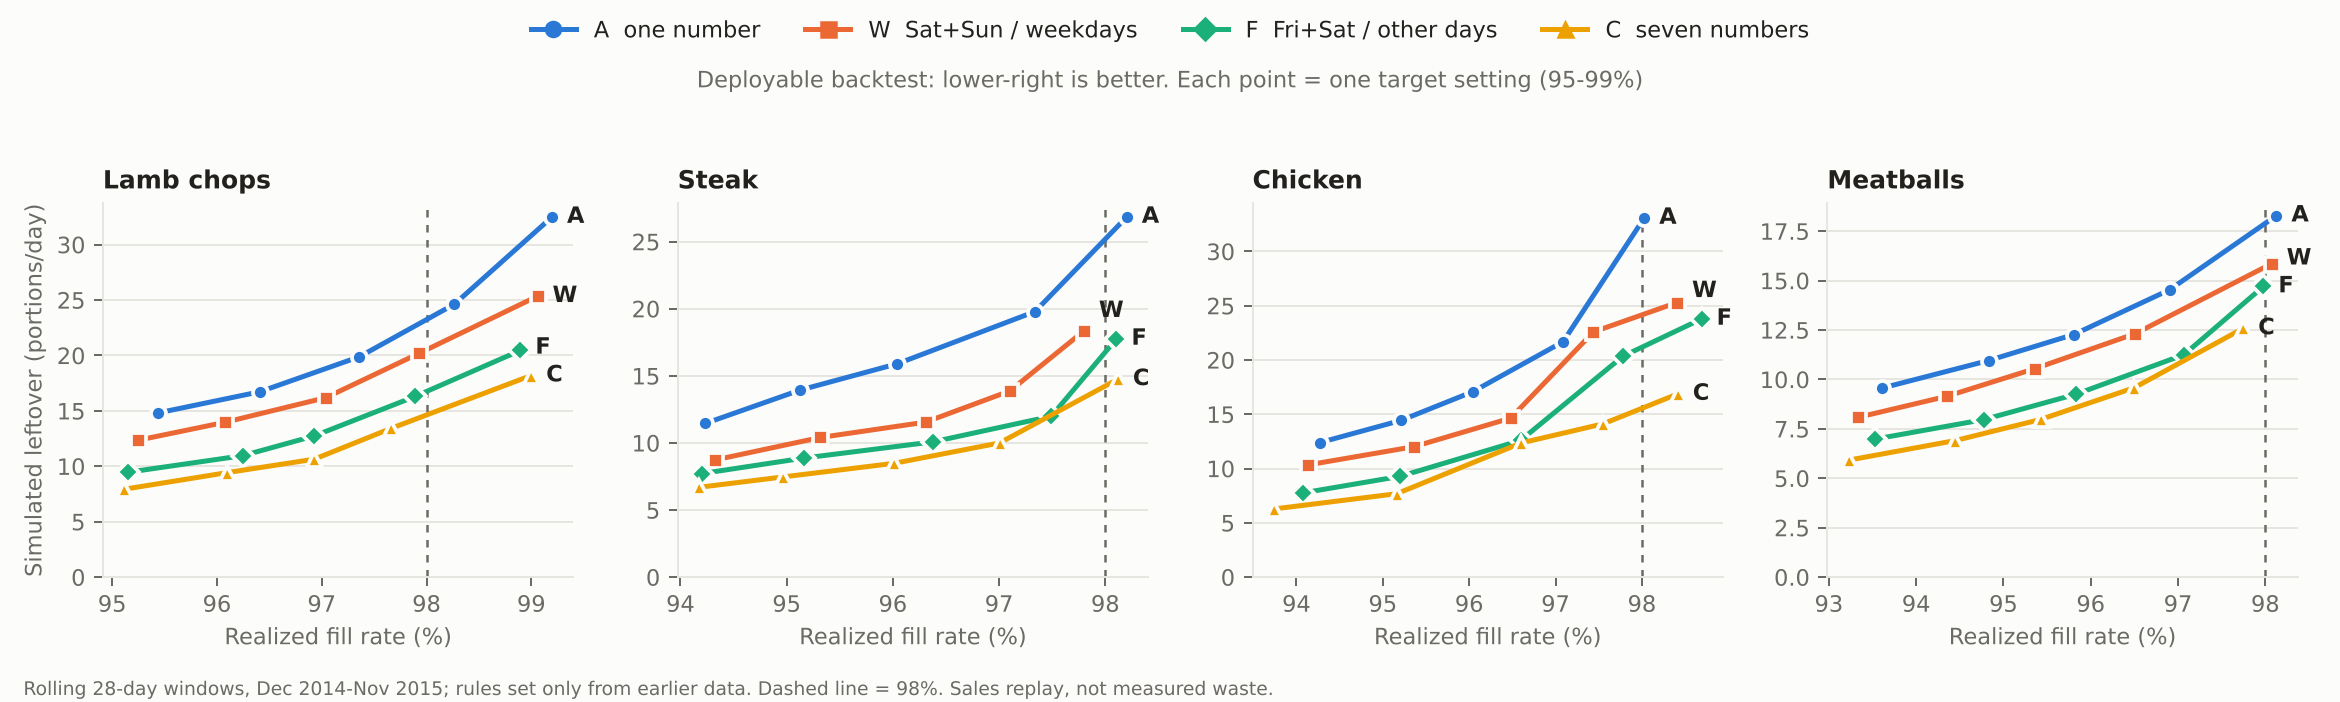 A  one number    W  Sat+Sun / weekdays    F  Fri+Sat / other days    C  seven numbers
Deployable backtest: lower-right is better. Each point = one target setting (95-99%)
Lamb chops
Simulated leftover (portions/day)
30
25
20
15
10
5
0
A
W
F
C
95 96 97 98 99
Realized fill rate (%)
Steak
25
20
15
10
5
0
A
W
F
C
94 95 96 97 98
Realized fill rate (%)
Chicken
30
25
20
15
10
5
0
A
W
F
C
94 95 96 97 98
Realized fill rate (%)
Meatballs
17.5
15.0
12.5
10.0
7.5
5.0
2.5
0.0
A
W
F
C
93 94 95 96 97 98
Realized fill rate (%)
Rolling 28-day windows, Dec 2014-Nov 2015; rules set only from earlier data. Dashed line = 98%. Sales replay, not measured waste.